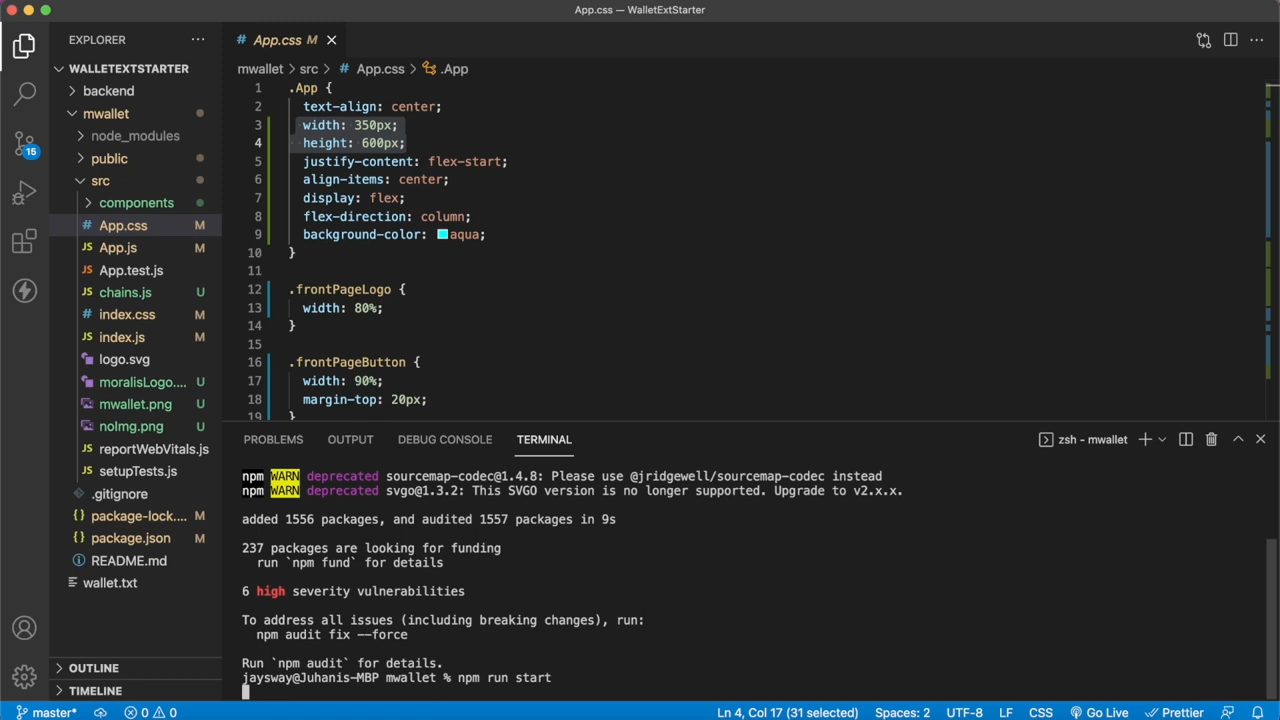 App.css — WalletExtStarter
EXPLORER
WALLETEXTSTARTER
backend
mwallet
node_modules
public
src
components
App.css M
App.js M
App.test.js
chains.js U
index.css M
index.js M
logo.svg
moralisLogo.... U
mwallet.png U
noImg.png U
reportWebVitals.js
setupTests.js
.gitignore
package-lock.... M
package.json M
README.md
wallet.txt
OUTLINE
TIMELINE
15
App.css M
mwallet > src > # App.css > .App
1 .App {
2 text-align: center;
3 width: 350px;
4 height: 600px;
5 justify-content: flex-start;
6 align-items: center;
7 display: flex;
8 flex-direction: column;
9 background-color: aqua;
10 }
11
12 .frontPageLogo {
13 width: 80%;
14 }
15
16 .frontPageButton {
17 width: 90%;
18 margin-top: 20px;
19 }
PROBLEMS OUTPUT DEBUG CONSOLE TERMINAL zsh - mwallet
npm WARN deprecated sourcemap-codec@1.4.8: Please use @jridgewell/sourcemap-codec instead
npm WARN deprecated svgo@1.3.2: This SVGO version is no longer supported. Upgrade to v2.x.x.
added 1556 packages, and audited 1557 packages in 9s
237 packages are looking for funding
run `npm fund` for details
6 high severity vulnerabilities
To address all issues (including breaking changes), run:
npm audit fix --force
Run `npm audit` for details.
jaysway@Juhanis-MBP mwallet % npm run start
master* 0 0 Ln 4, Col 17 (31 selected) Spaces: 2 UTF-8 LF CSS Go Live Prettier